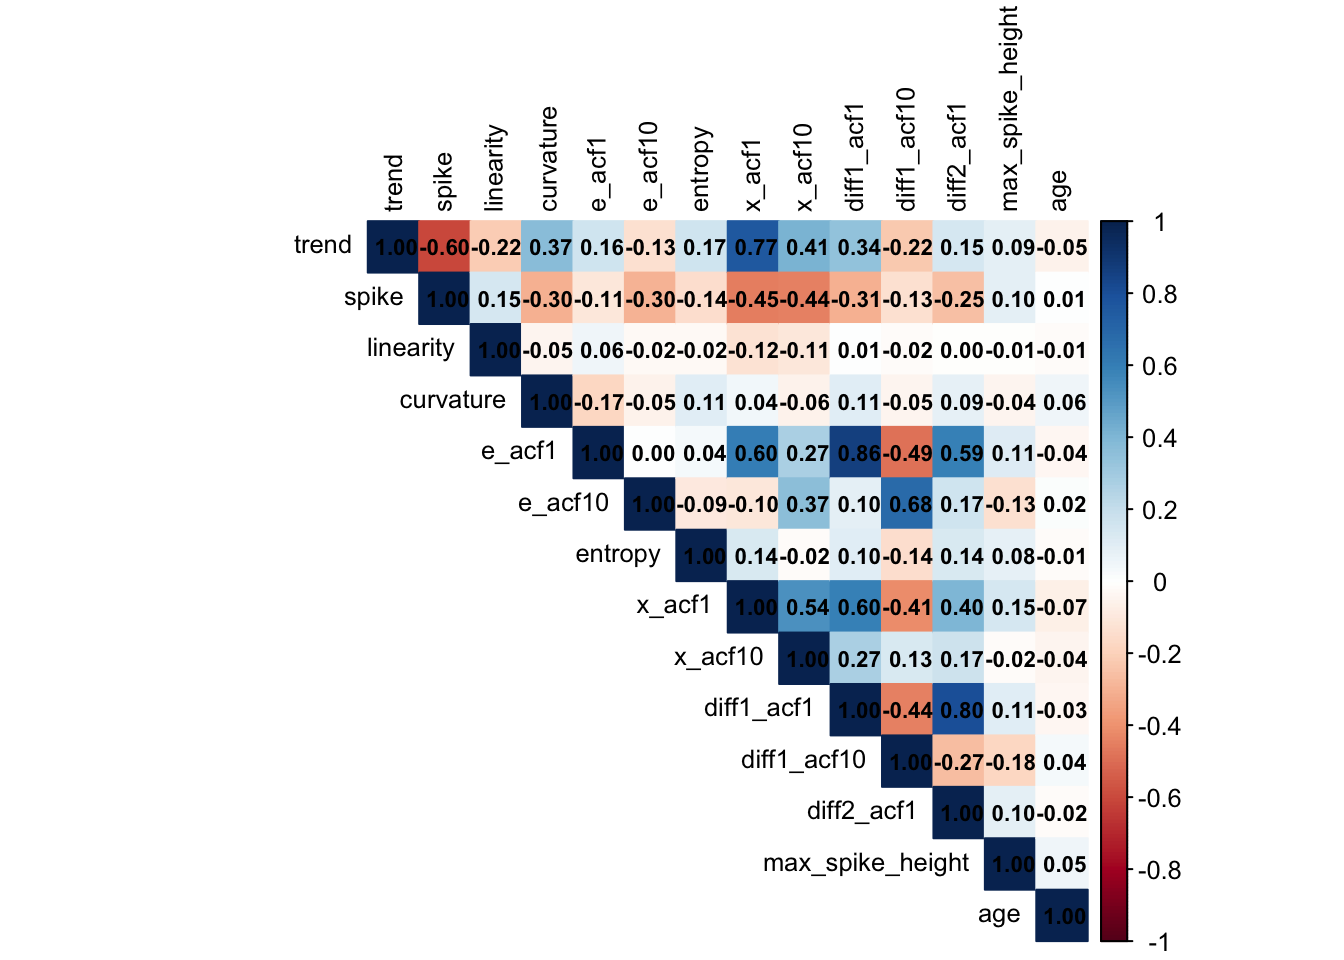 trend
spike
linearity
curvature
e_acf1
e_acf10
entropy
x_acf1
x_acf10
diff1_acf1
diff1_acf10
diff2_acf1
max_spike_height
age
trend 1.00 -0.60 -0.22 0.37 0.16 -0.13 0.17 0.77 0.41 0.34 -0.22 0.15 0.09 -0.05
spike 1.00 0.15 -0.30 -0.11 -0.30 -0.14 -0.45 -0.44 -0.31 -0.13 -0.25 0.10 0.01
linearity 1.00 -0.05 0.06 -0.02 -0.02 -0.12 -0.11 0.01 -0.02 0.00 -0.01 -0.01
curvature 1.00 -0.17 -0.05 0.11 0.04 -0.06 0.11 -0.05 0.09 -0.04 0.06
e_acf1 1.00 0.00 0.04 0.60 0.27 0.86 -0.49 0.59 0.11 -0.04
e_acf10 1.00 -0.09 -0.10 0.37 0.10 0.68 0.17 -0.13 0.02
entropy 1.00 0.14 -0.02 0.10 -0.14 0.14 0.08 -0.01
x_acf1 1.00 0.54 0.60 -0.41 0.40 0.15 -0.07
x_acf10 1.00 0.27 0.13 0.17 -0.02 -0.04
diff1_acf1 1.00 -0.44 0.80 0.11 -0.03
diff1_acf10 1.00 -0.27 -0.18 0.04
diff2_acf1 1.00 0.10 -0.02
max_spike_height 1.00 0.05
age 1.00
1
0.8
0.6
0.4
0.2
0
-0.2
-0.4
-0.6
-0.8
-1